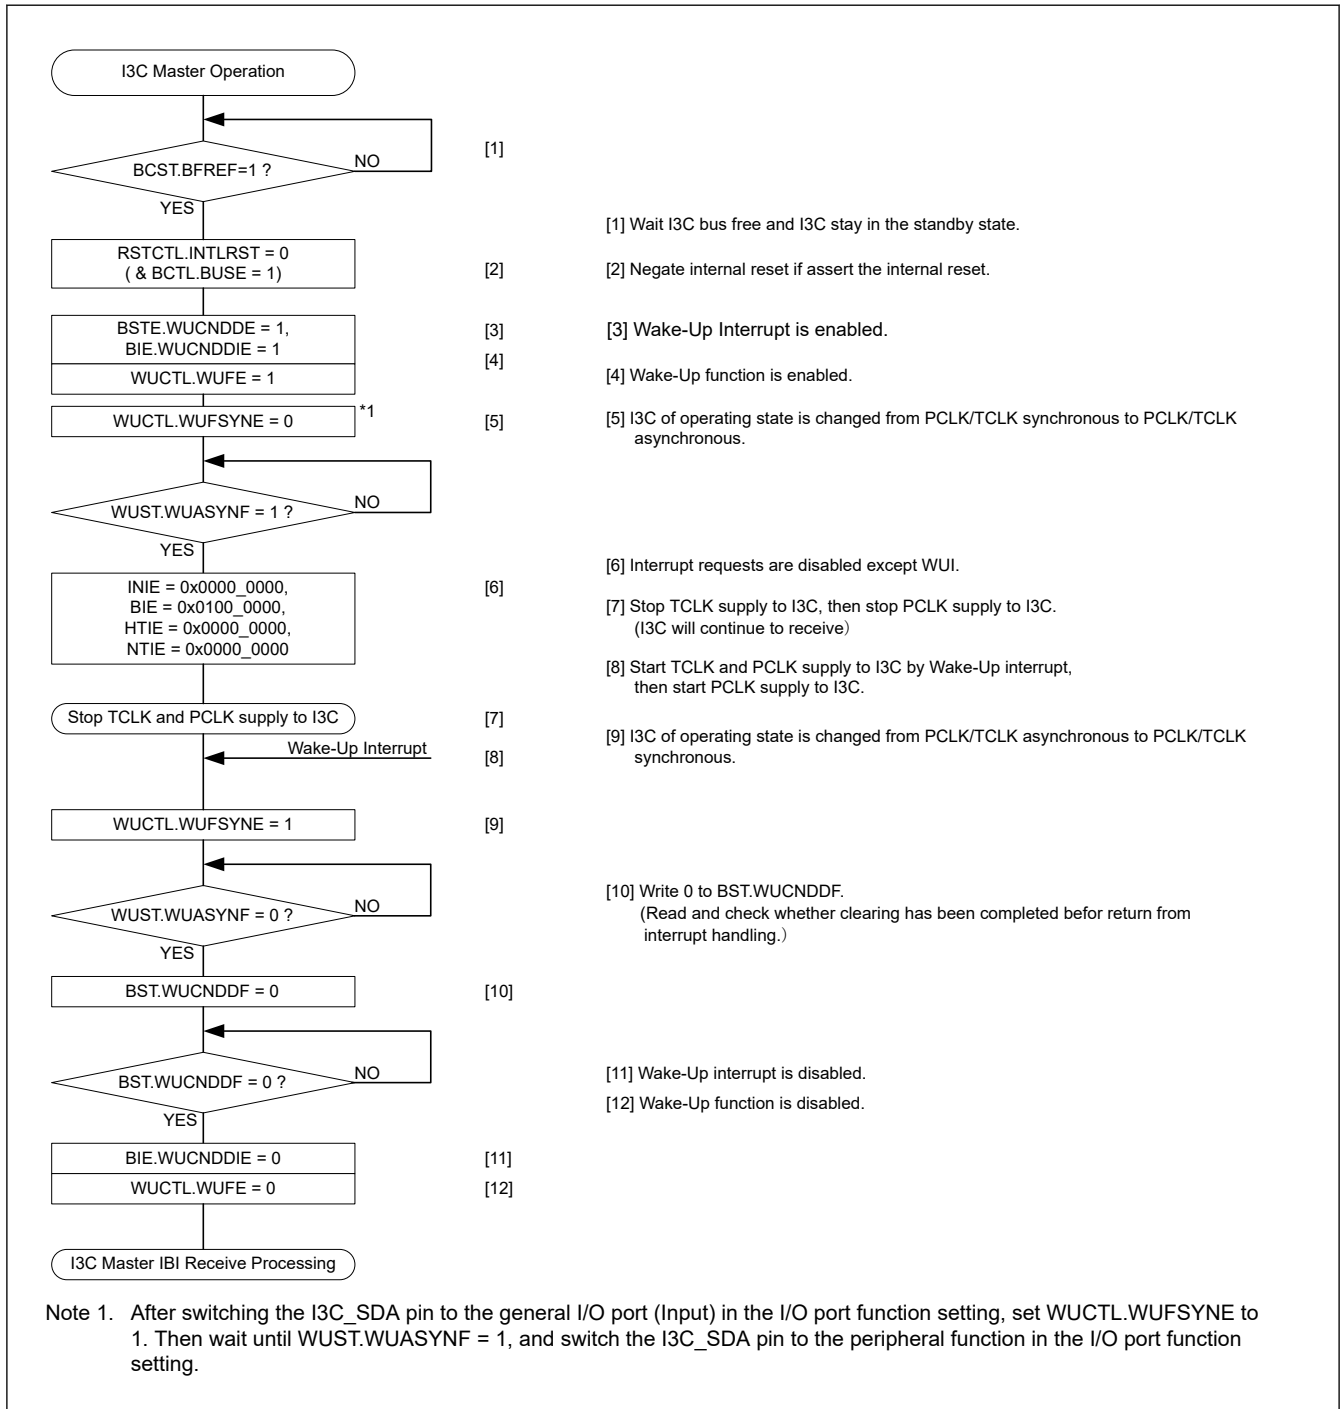 I3C Master Operation
BCST.BFREF=1 ?
NO
[1]
YES
[1] Wait I3C bus free and I3C stay in the standby state.
RSTCTL.INTLRST = 0
( & BCTL.BUSE = 1)
[2]
[2] Negate internal reset if assert the internal reset.
BSTE.WUCNDDE = 1,
BIE.WUCNDDIE = 1
[3]
[3] Wake-Up Interrupt is enabled.
[4]
WUCTL.WUFE = 1
[4] Wake-Up function is enabled.
WUCTL.WUFSYNE = 0
*1
[5]
[5] I3C of operating state is changed from PCLK/TCLK synchronous to PCLK/TCLK
asynchronous.
WUST.WUASYNF = 1 ?
NO
YES
[6] Interrupt requests are disabled except WUI.
INIE = 0x0000_0000,
BIE = 0x0100_0000,
HTIE = 0x0000_0000,
NTIE = 0x0000_0000
[6]
[7] Stop TCLK supply to I3C, then stop PCLK supply to I3C.
(I3C will continue to receive）
[8] Start TCLK and PCLK supply to I3C by Wake-Up interrupt,
then start PCLK supply to I3C.
Stop TCLK and PCLK supply to I3C
[7]
Wake-Up Interrupt
[8]
[9] I3C of operating state is changed from PCLK/TCLK asynchronous to PCLK/TCLK
synchronous.
WUCTL.WUFSYNE = 1
[9]
WUST.WUASYNF = 0 ?
NO
YES
[10] Write 0 to BST.WUCNDDF.
(Read and check whether clearing has been completed befor return from
interrupt handling.）
BST.WUCNDDF = 0
[10]
BST.WUCNDDF = 0 ?
NO
YES
[11] Wake-Up interrupt is disabled.
[12] Wake-Up function is disabled.
BIE.WUCNDDIE = 0
[11]
WUCTL.WUFE = 0
[12]
I3C Master IBI Receive Processing
Note 1. After switching the I3C_SDA pin to the general I/O port (Input) in the I/O port function setting, set WUCTL.WUFSYNE to
1. Then wait until WUST.WUASYNF = 1, and switch the I3C_SDA pin to the peripheral function in the I/O port function
setting.